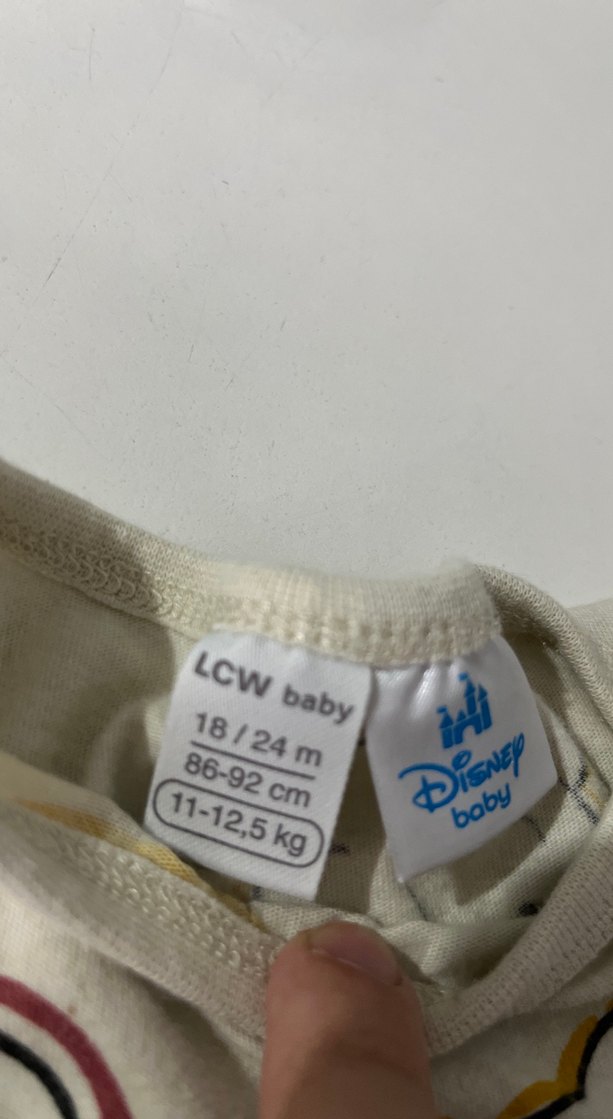 LCW baby
18 / 24 m
86-92 cm
11-12,5 kg
Disney
baby